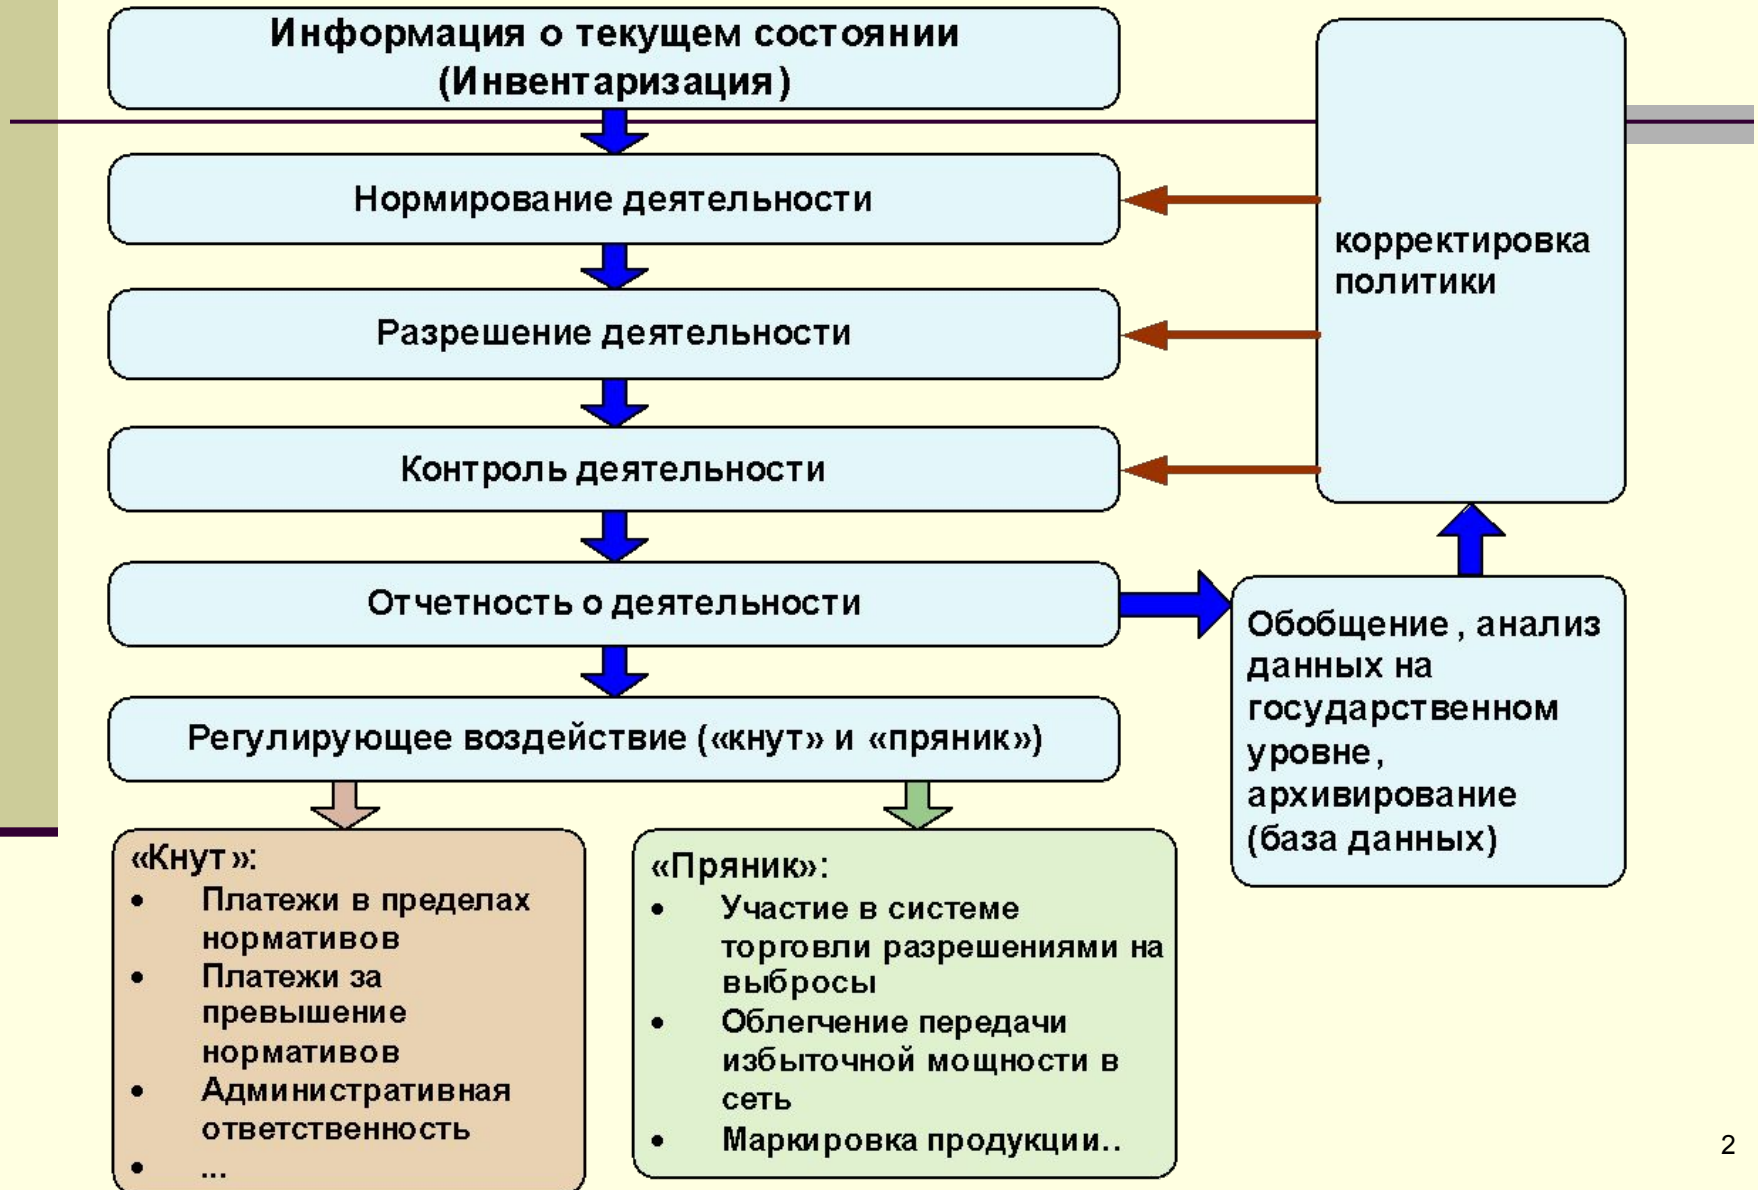 Информация о текущем состоянии
(Инвентаризация)
Нормирование деятельности
Разрешение деятельности
Контроль деятельности
Отчетность о деятельности
Регулирующее воздействие («кнут» и «пряник»)
корректировка
политики
Обобщение, анализ
данных на
государственном
уровне,
архивирование
(база данных)
«Кнут»:
• Платежи в пределах
нормативов
• Платежи за
превышение
нормативов
• Административная
ответственность
• ...
«Пряник»:
• Участие в системе
торговли разрешениями на
выбросы
• Облегчение передачи
избыточной мощности в
сеть
• Маркировка продукции..
2